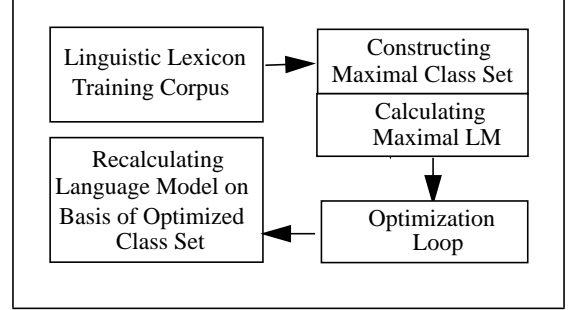 Linguistic Lexicon
Training Corpus
Constructing
Maximal Class Set
Calculating
Maximal LM
Optimization
Loop
Recalculating
Language Model on
Basis of Optimized
Class Set